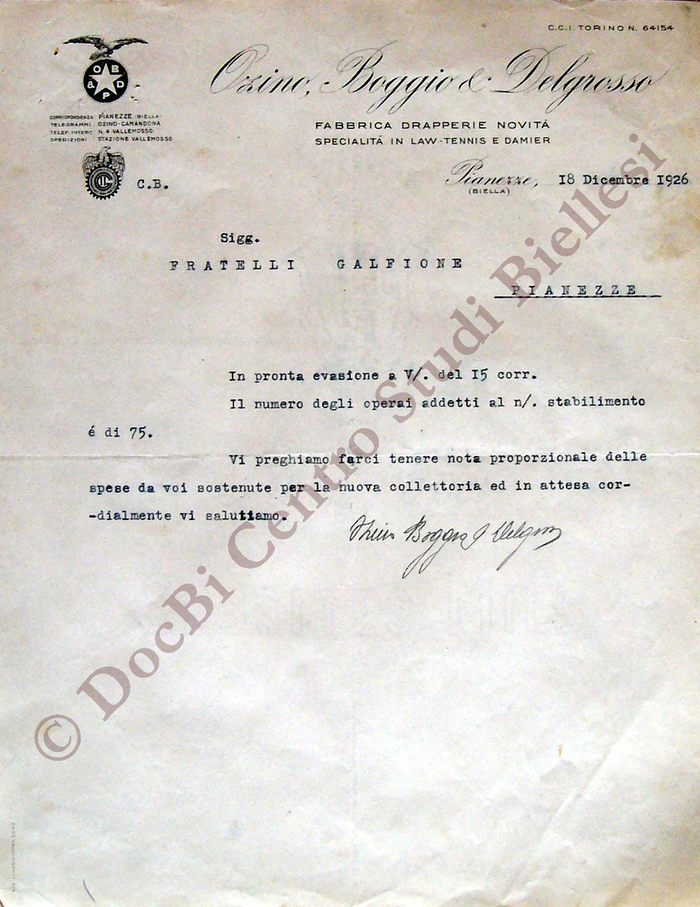 C.C.I. TORINO N. 64154
O B & D P
Ozino, Boggio & Delgrosso
CORRISPONDENZA: PIANEZZE (BIELLA)
TELEGRAMMI: OZINO-CAMANDONA
TELEF. INTERC. N. 4 VALLEMOSSO
SPEDIZIONI: STAZIONE VALLEMOSSO
FABBRICA DRAPPERIE NOVITÁ
SPECIALITÁ IN LAW-TENNIS E DAMIER
C.B.
Pianezze, 18 Dicembre 1926
(BIELLA)
Sigg.
FRATELLI GALFIONE
PIANEZZE
In pronta evasione a V/. del 15 corr.
Il numero degli operai addetti al n/. stabilimento
é di 75.
Vi preghiamo farci tenere nota proporzionale delle
spese da voi sostenute per la nuova collettoria ed in attesa cor-
-dialmente vi salutiamo.
Ozino Boggio & Delgrosso
© DocBi Centro Studi Biellesi